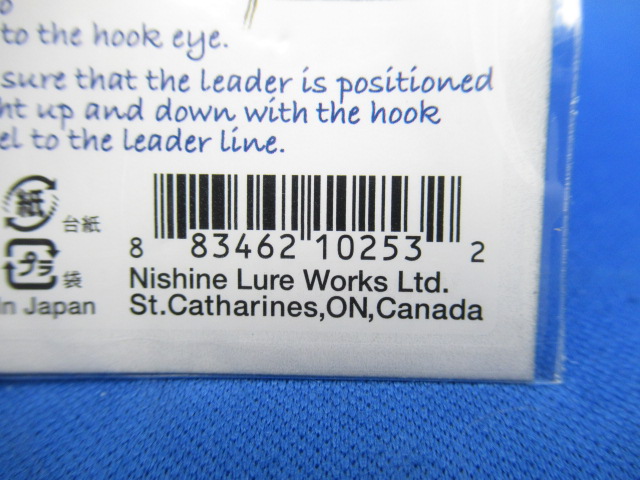 to the hook eye.
sure that the leader is positioned
ht up and down with the hook
el to the leader line.
紙 台紙
プラ 袋
in Japan
8 83462 10253 2
Nishine Lure Works Ltd.
St.Catharines,ON,Canada